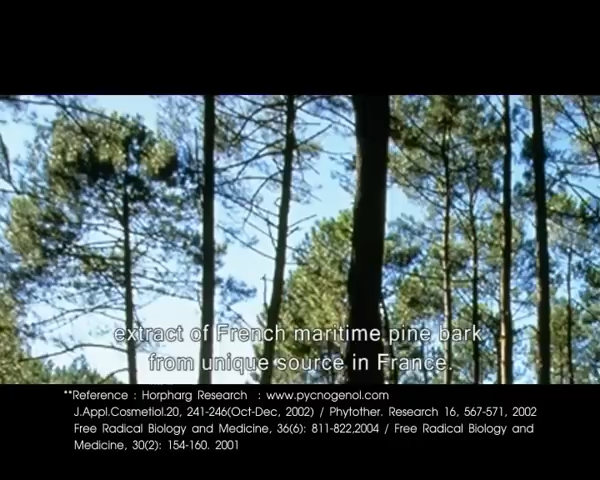 extract of French maritime pine bark
from unique source in France.
**Reference : Horpharg Research : www.pycnogenol.com
J.Appl.Cosmetiol.20, 241-246(Oct-Dec, 2002) / Phytother. Research 16, 567-571, 2002
Free Radical Biology and Medicine, 36(6): 811-822,2004 / Free Radical Biology and
Medicine, 30(2): 154-160. 2001